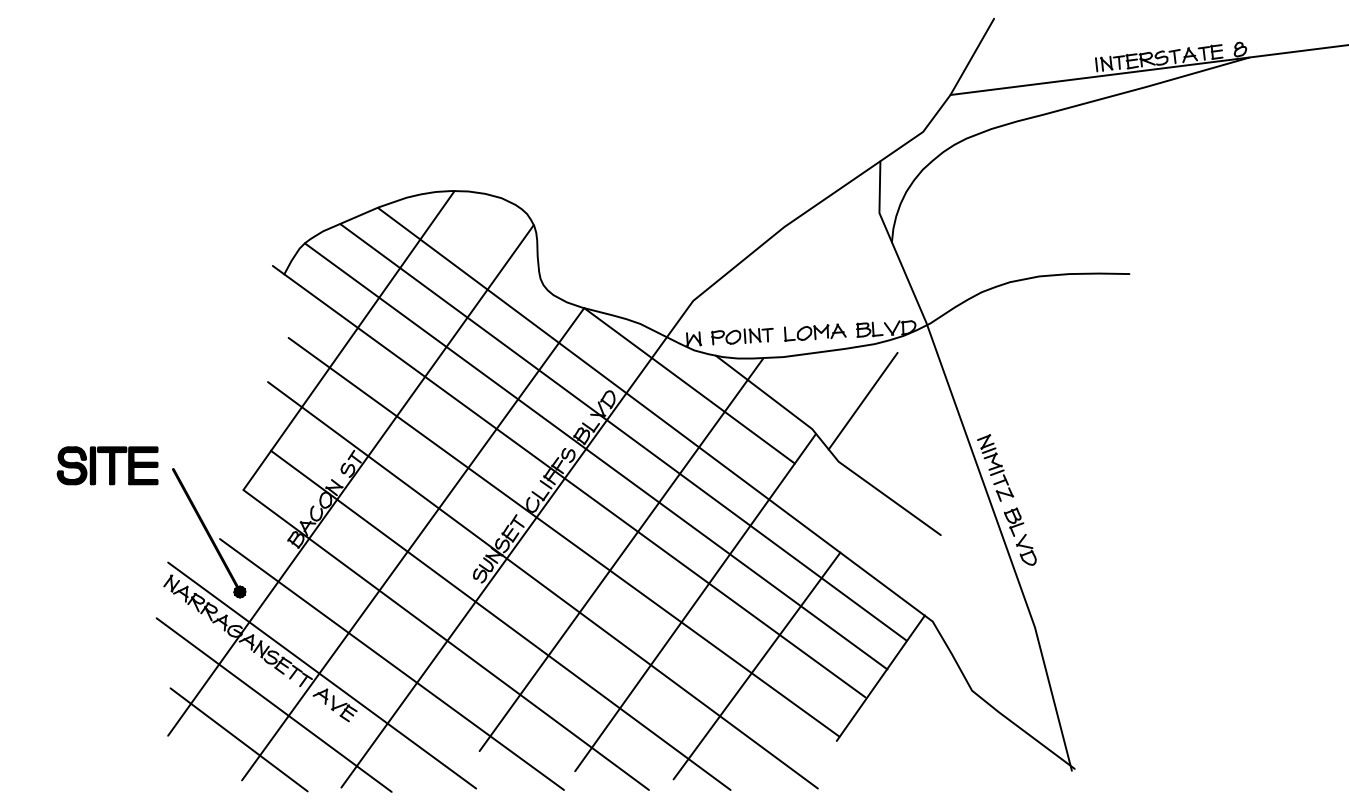 INTERSTATE 8
W POINT LOMA BLVD
SUNSET CLIFFS BLVD
NIMITZ BLVD
SITE
BACON ST
NARRAGANSETT AVE